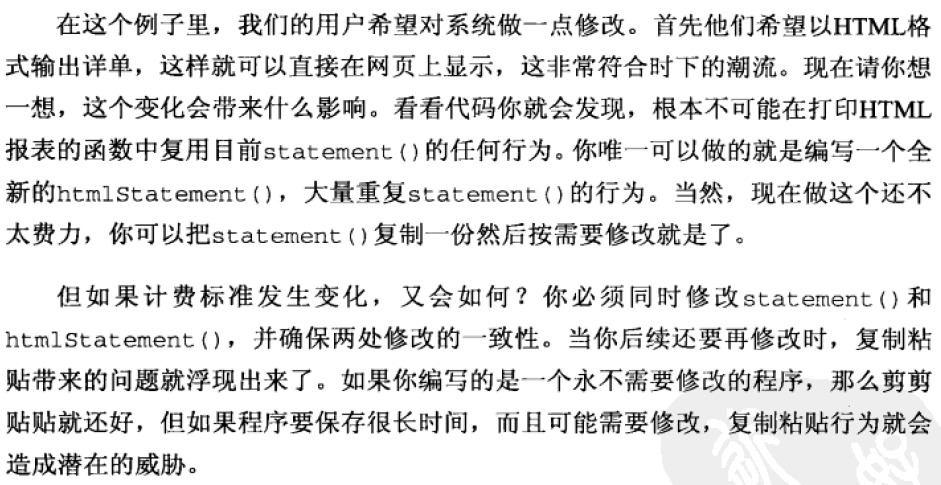 在这个例子里，我们的用户希望对系统做一点修改。首先他们希望以HTML格
式输出详单，这样就可以直接在网页上显示，这非常符合时下的潮流。现在请你想
一想，这个变化会带来什么影响。看看代码你就会发现，根本不可能在打印HTML
报表的函数中复用目前statement()的任何行为。你唯一可以做的就是编写一个全
新的htmlStatement()，大量重复statement()的行为。当然，现在做这个还不
太费力，你可以把statement()复制一份然后按需要修改就是了。
但如果计费标准发生变化，又会如何？你必须同时修改statement()和
htmlStatement()，并确保两处修改的一致性。当你后续还要再修改时，复制粘
贴带来的问题就浮现出来了。如果你编写的是一个永不需要修改的程序，那么剪剪
贴贴就还好，但如果程序要保存很长时间，而且可能需要修改，复制粘贴行为就会
造成潜在的威胁。